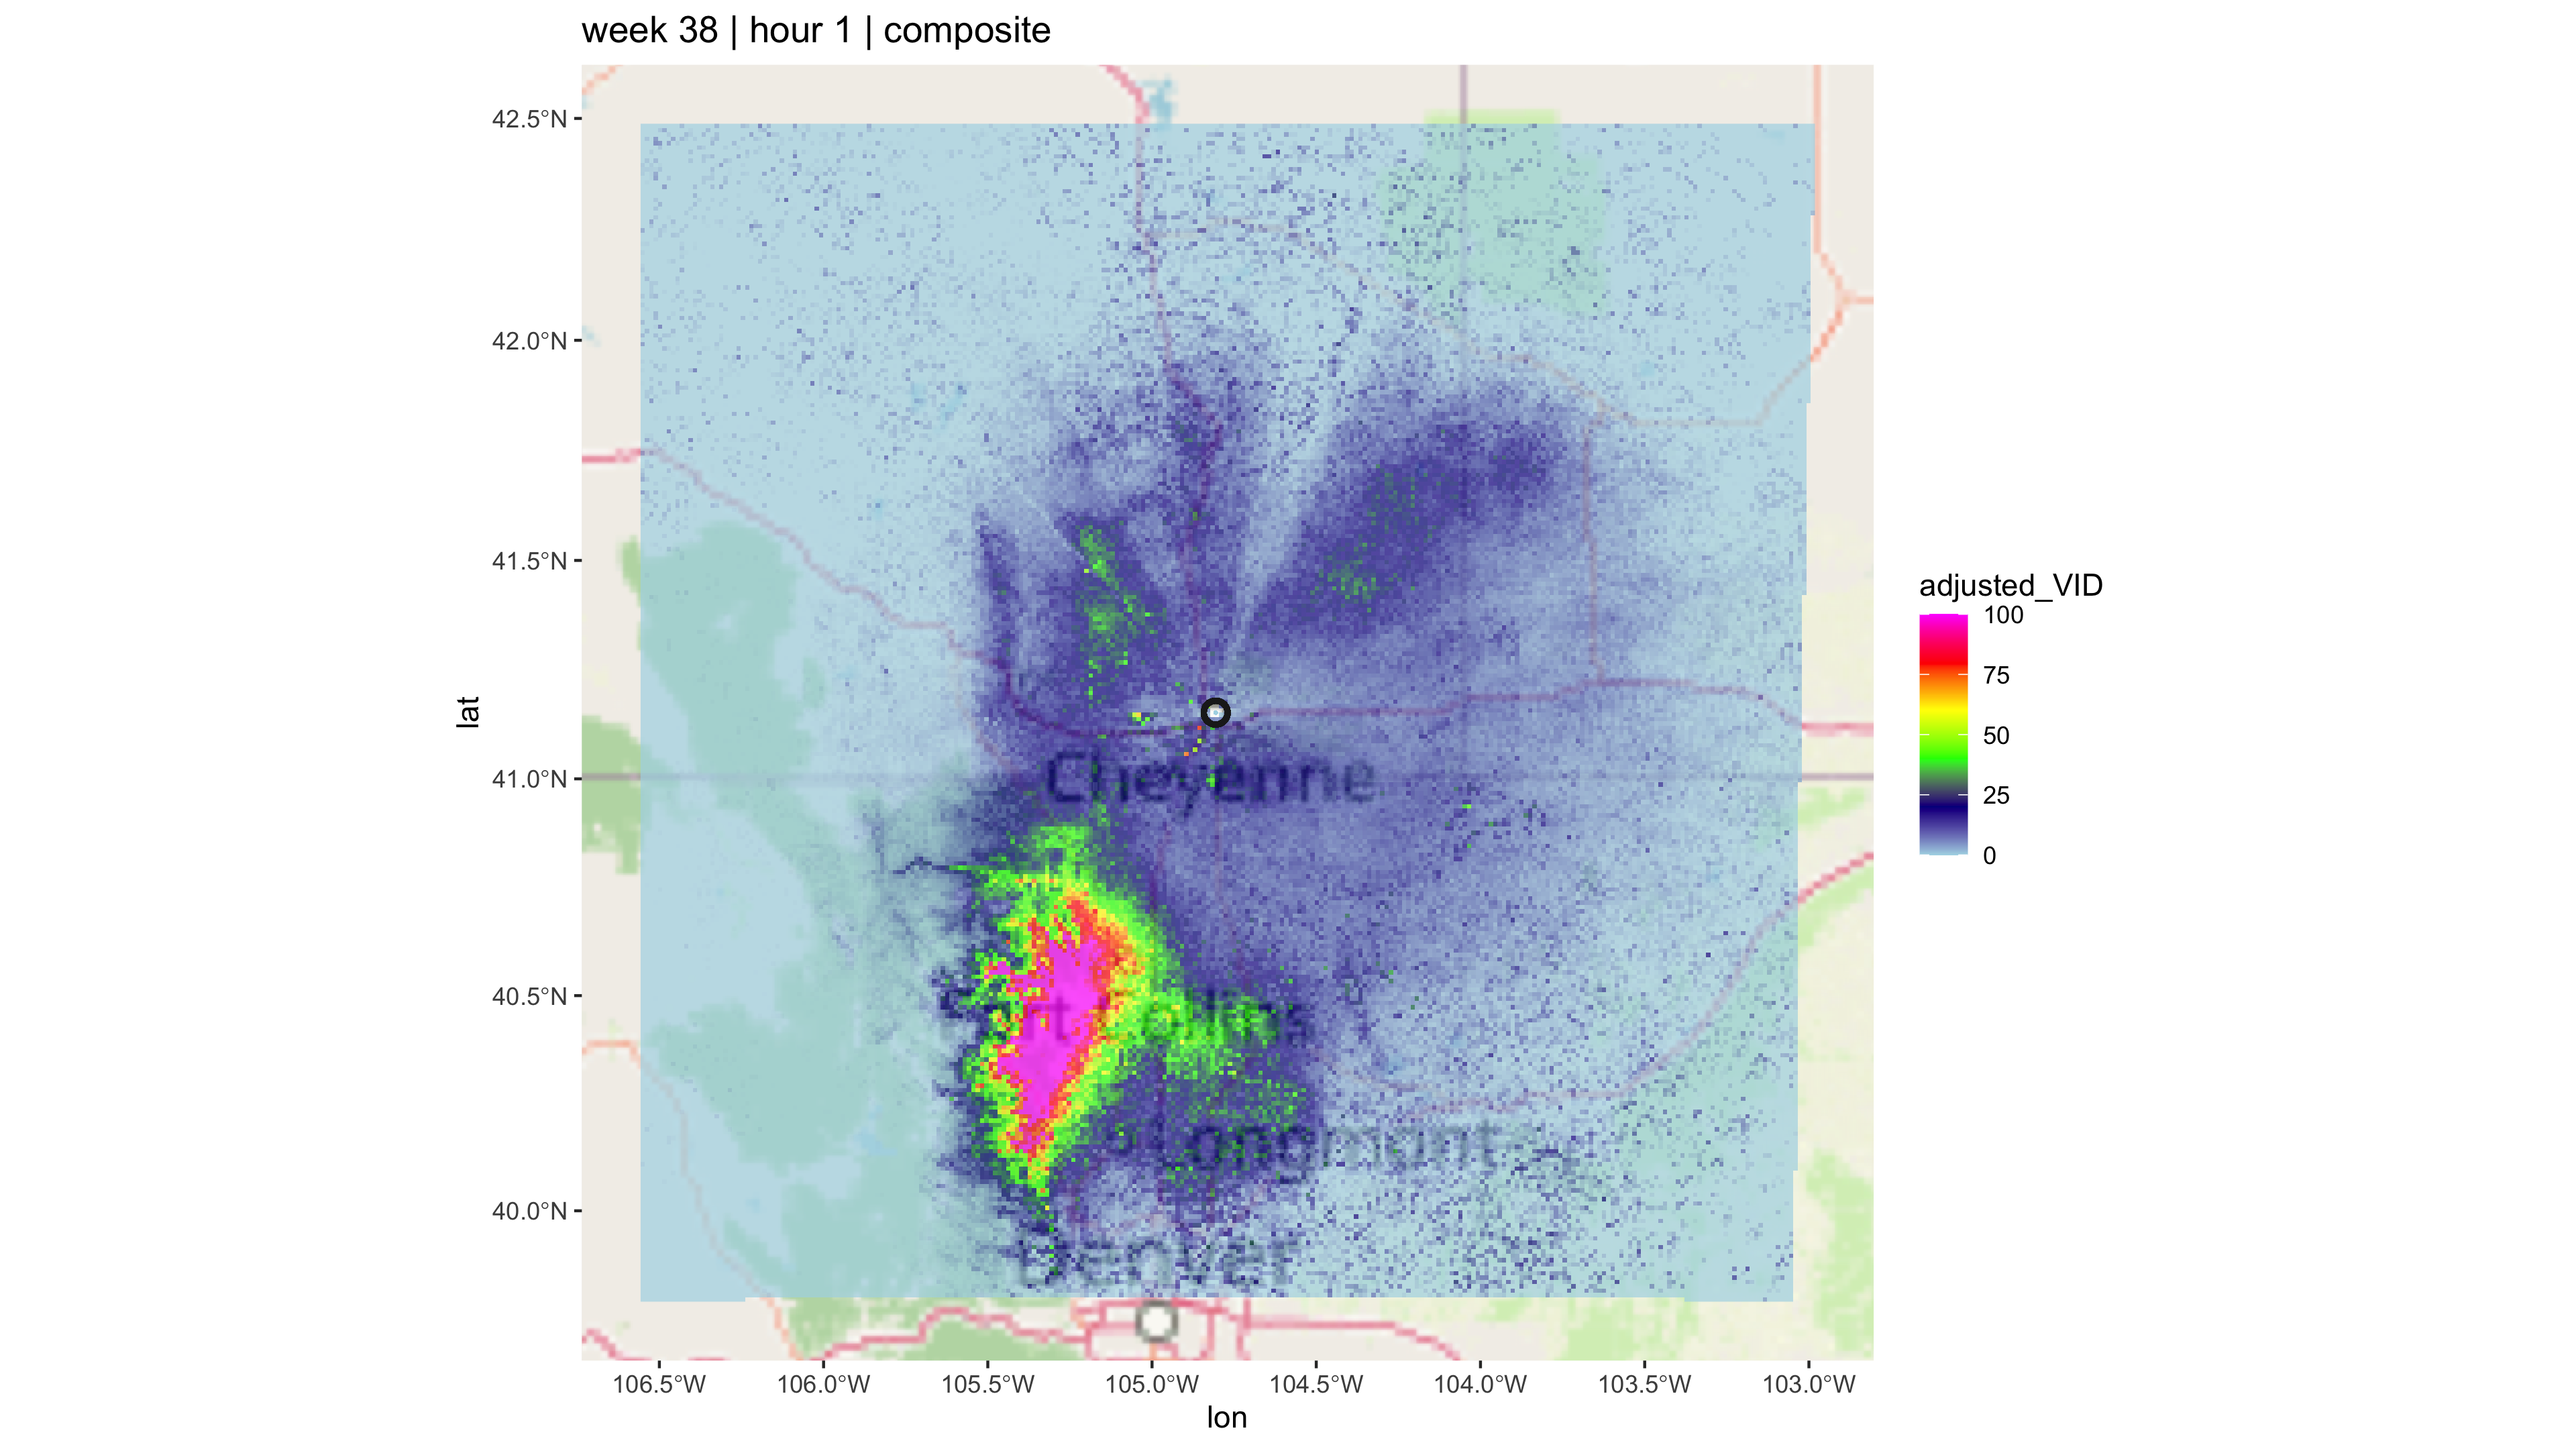 week 38 | hour 1 | composite
42.5°N
42.0°N
41.5°N
41.0°N
40.5°N
40.0°N
lat
Cheyenne
Longmont
Denver
106.5°W 106.0°W 105.5°W 105.0°W 104.5°W 104.0°W 103.5°W 103.0°W
lon
adjusted_VID
100
75
50
25
0